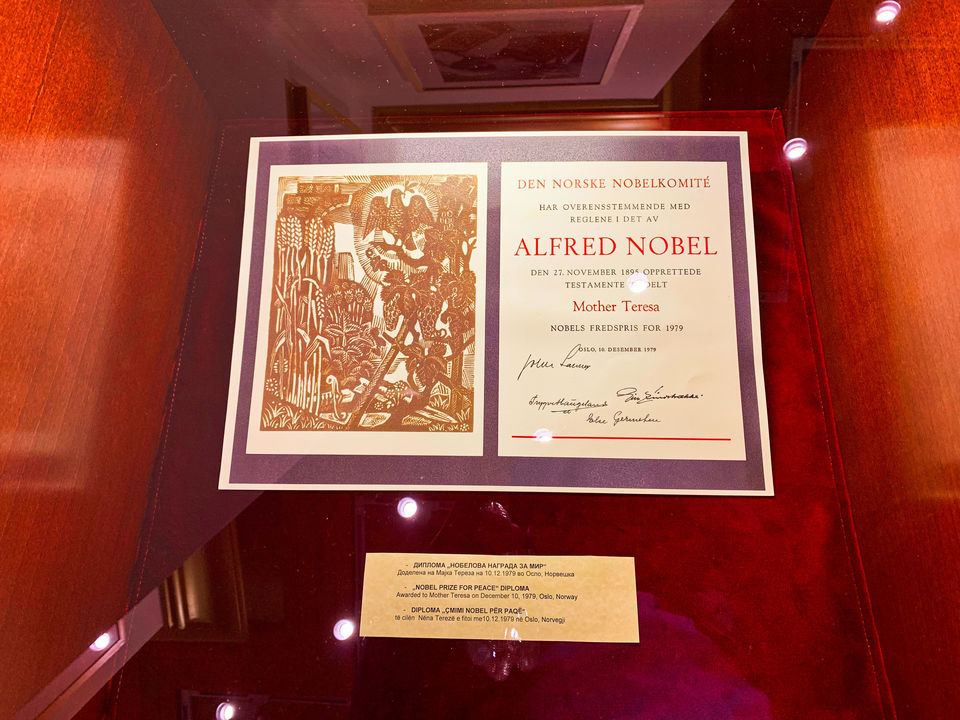 DEN NORSKE NOBELKOMITÉ
HAR OVERENSSTEMMENDE MED
REGLENE I DET AV
ALFRED NOBEL
DEN 27. NOVEMBER 1895 OPPRETTEDE
TESTAMENTE TILDELT
Mother Teresa
NOBELS FREDSPRIS FOR 1979
OSLO, 10. DESEMBER 1979
- ДИПЛОМА „НОБЕЛОВА НАГРАДА ЗА МИР“
Доделена на Мајка Тереза на 10.12.1979 во Осло, Норвешка
- „NOBEL PRIZE FOR PEACE“ DIPLOMA
Awarded to Mother Teresa on December 10, 1979, Oslo, Norway
- DIPLOMA „ÇMIMI NOBEL PËR PAQË“
të cilën Nëna Terezë e fitoi me10.12.1979 në Oslo, Norvegji